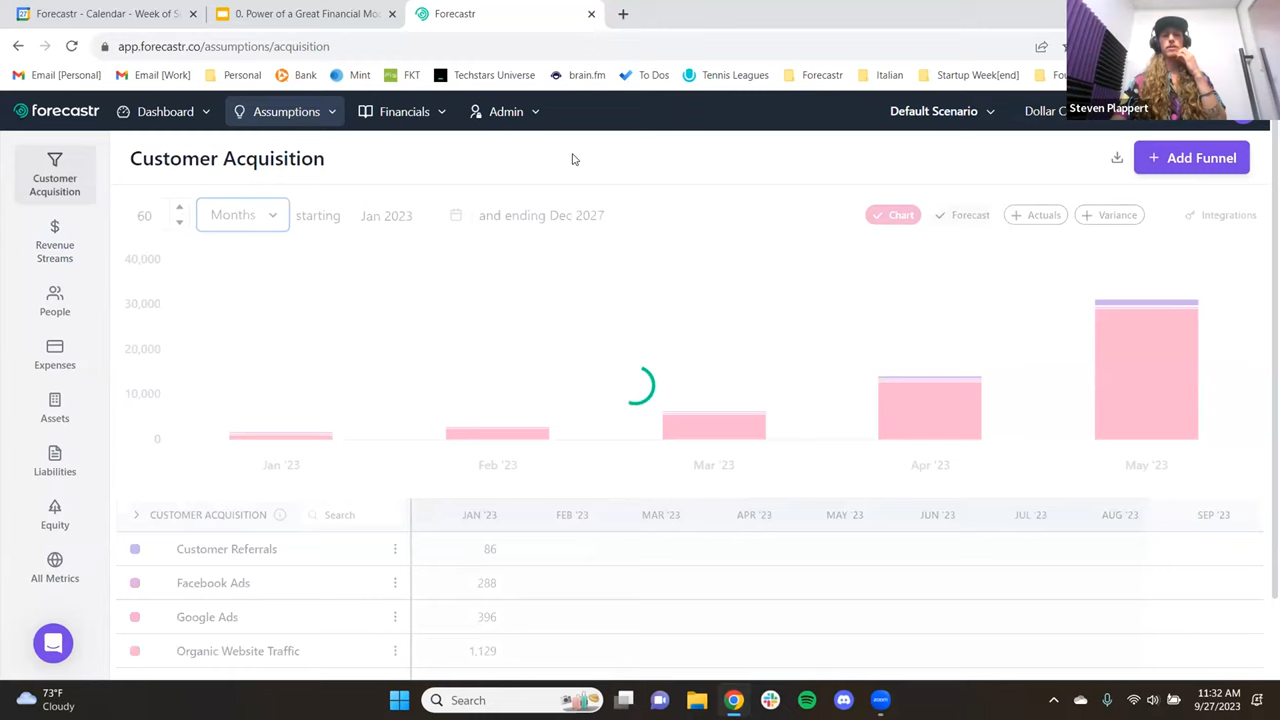 Forecastr - Calendar - Week of S
0. Power of a Great Financial Mo
Forecastr
app.forecastr.co/assumptions/acquisition
Email [Personal]
Email [Work]
Personal
Bank
Mint
FKT
Techstars Universe
brain.fm
To Dos
Tennis Leagues
Forecastr
Italian
Startup Week[end]
Fou
Steven Plappert
forecastr
Dashboard
Assumptions
Financials
Admin
Default Scenario
Dollar C
Customer Acquisition
Add Funnel
Customer
Acquisition
Revenue
Streams
People
Expenses
Assets
Liabilities
Equity
All Metrics
60
Months
starting
Jan 2023
and ending Dec 2027
Chart
Forecast
Actuals
Variance
Integrations
40,000
30,000
20,000
10,000
0
Jan '23
Feb '23
Mar '23
Apr '23
May '23
CUSTOMER ACQUISITION
Search
JAN '23
FEB '23
MAR '23
APR '23
MAY '23
JUN '23
JUL '23
AUG '23
SEP '23
Customer Referrals
86
Facebook Ads
288
Google Ads
396
Organic Website Traffic
1,129
73°F
Cloudy
Search
11:32 AM
9/27/2023